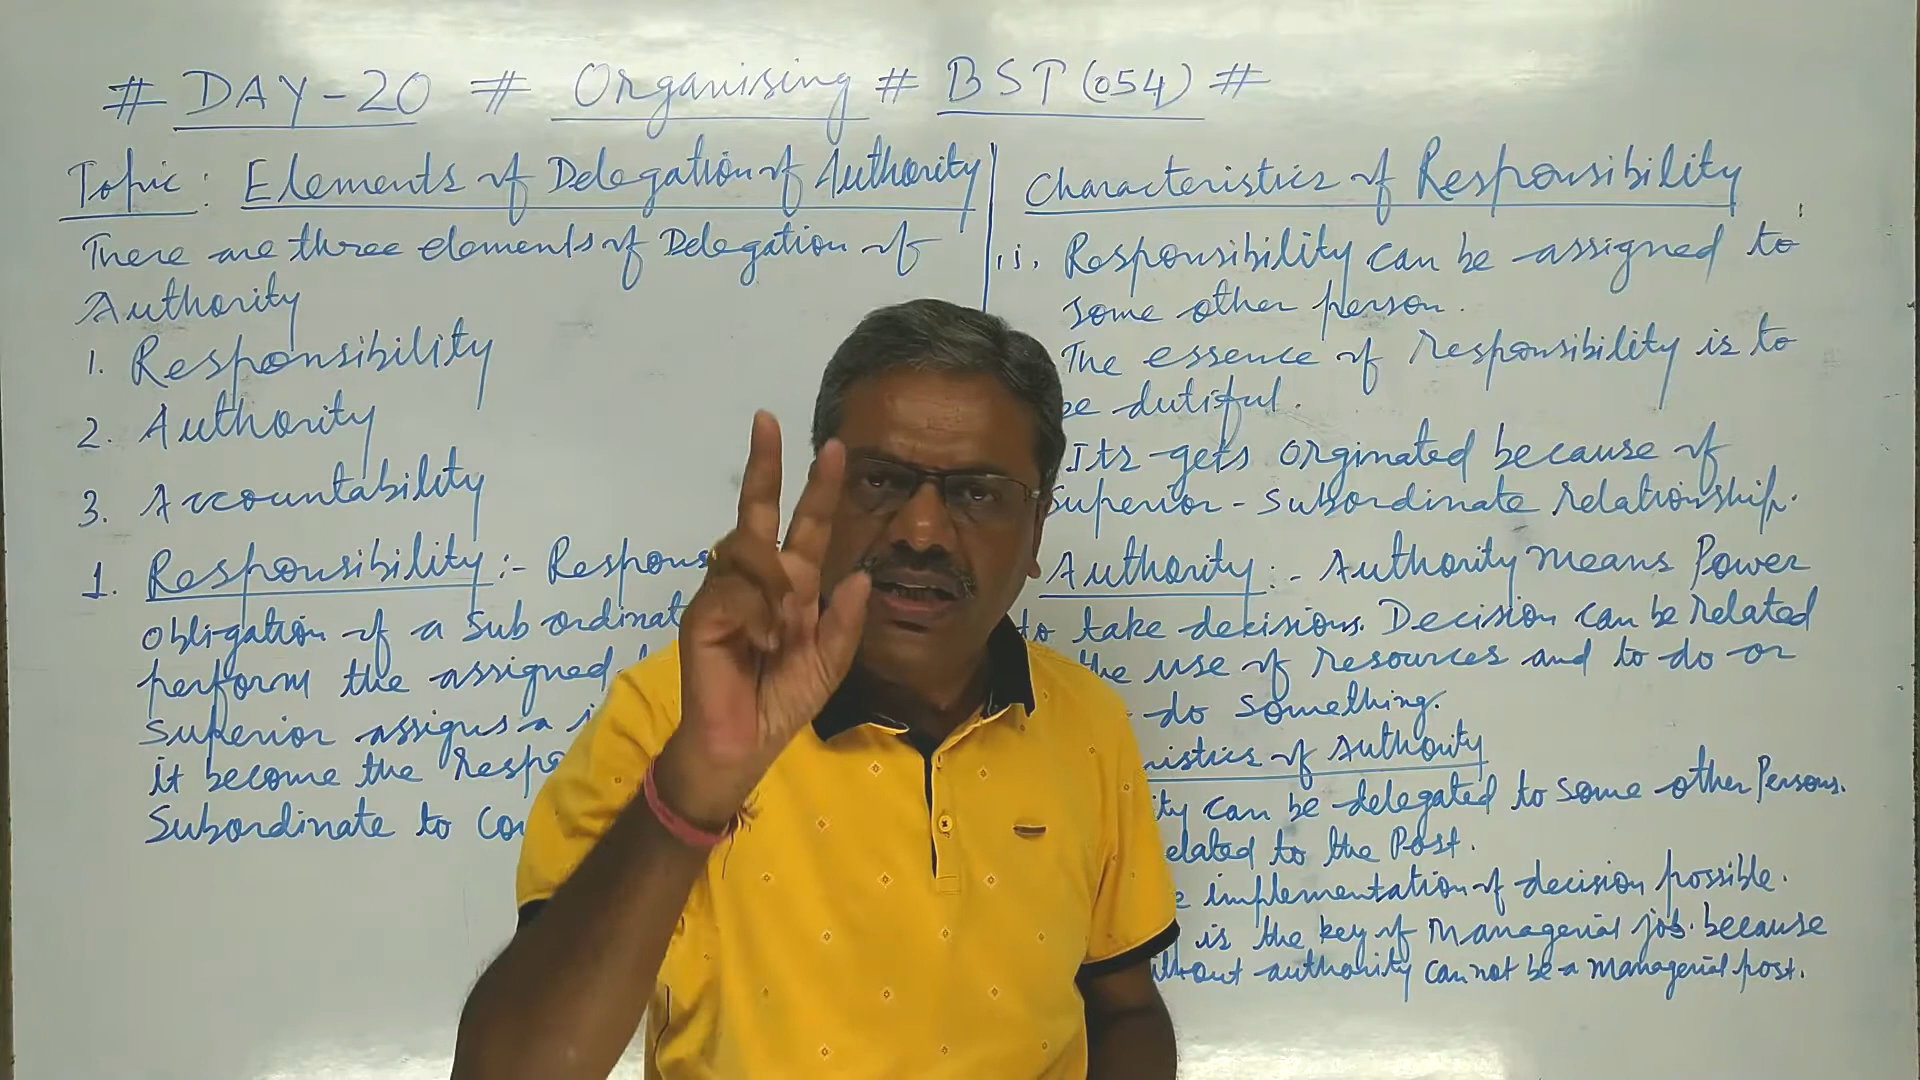 # DAY-20 # Organising # BST (054) #
Topic: Elements of Delegation of Authority
There are three elements of Delegation of
Authority
1. Responsibility
2. Authority
3. Accountability
1. Responsibility :- Respons
Obligation of a Subordinat
perform the assigned
Superior assigns a
it become the Respo
Subordinate to
Characteristics of Responsibility
Responsibility can be assigned to
some other person.
The essence of responsibility is to
be dutiful.
Its gets orginated because of
Superior-Subordinate relationship.
Authority :- Authority means Power
to take decisions. Decision can be related
the use of resources and to do or
do something.
istics of Authority
ty can be delegated to some other Persons.
elated to the Post.
implementation of decision possible.
is the key of Managerial job. because
without authority cannot be a managerial post.